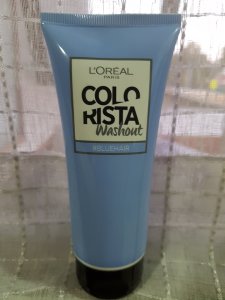 L'ORÉAL
PARIS
COLO
RISTA
Washout
#BLUEHAIR